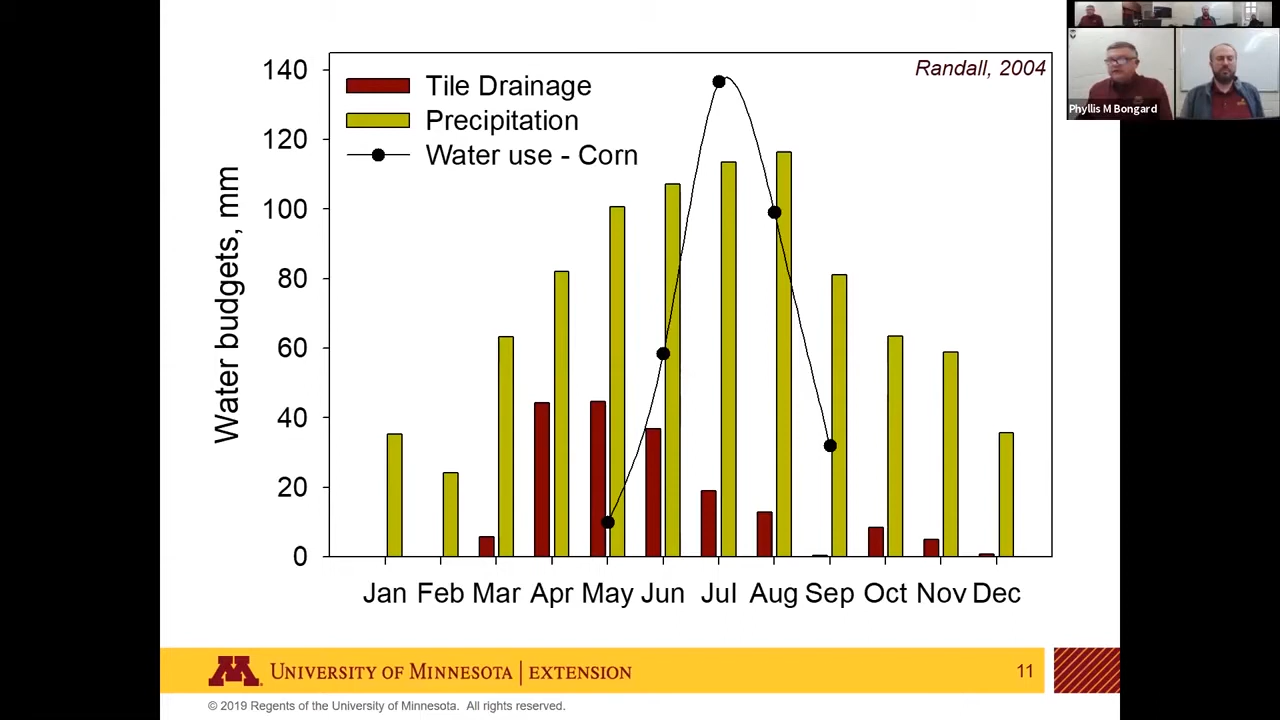 Randall, 2004
Tile Drainage
Precipitation
Water use - Corn
Water budgets, mm
140
120
100
80
60
40
20
0
Jan Feb Mar Apr May Jun Jul Aug Sep Oct Nov Dec
Phyllis M Bongard
M UNIVERSITY OF MINNESOTA | EXTENSION
11
© 2019 Regents of the University of Minnesota. All rights reserved.